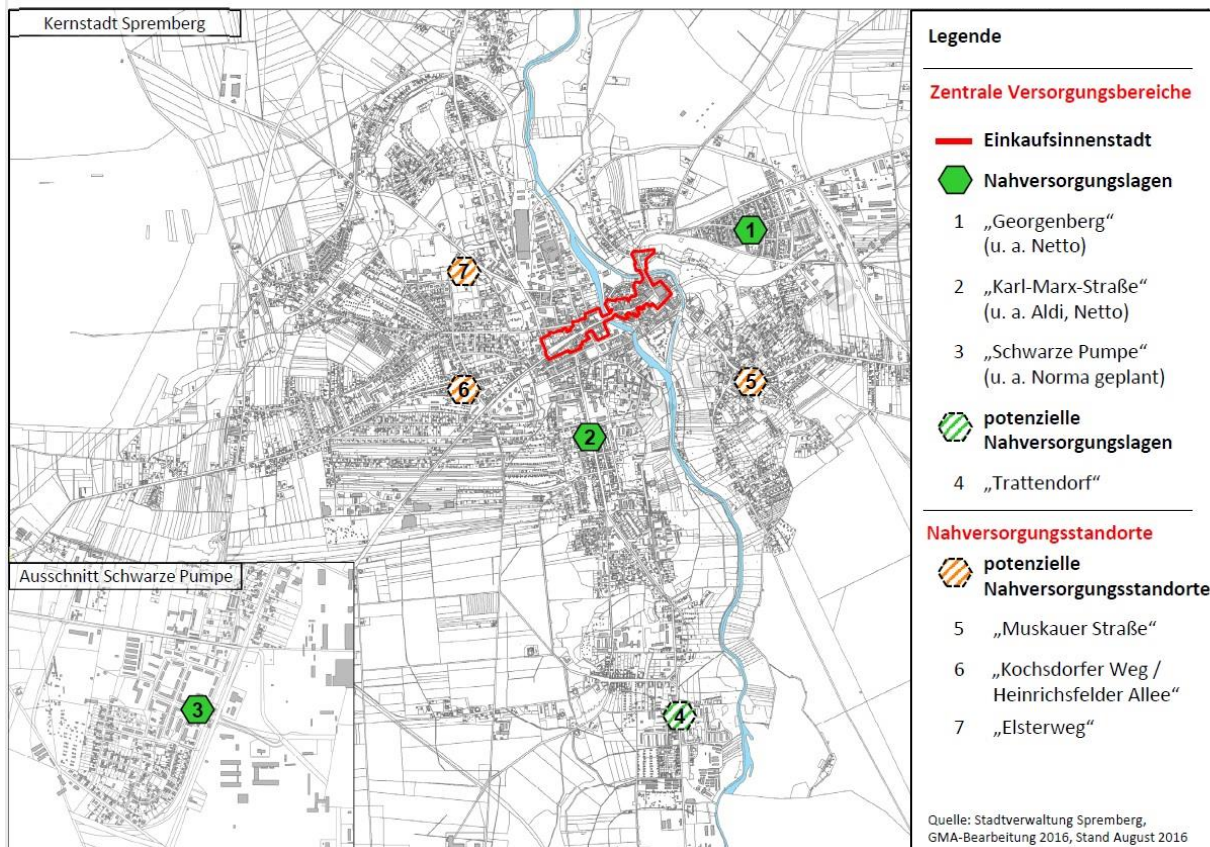 Kernstadt Spremberg
1
7
6
5
2
Ausschnitt Schwarze Pumpe
3
4
Legende
Zentrale Versorgungsbereiche
Einkaufsinnenstadt
Nahversorgungslagen
1 „Georgenberg“
(u. a. Netto)
2 „Karl-Marx-Straße“
(u. a. Aldi, Netto)
3 „Schwarze Pumpe“
(u. a. Norma geplant)
potenzielle
Nahversorgungslagen
4 „Trattendorf“
Nahversorgungsstandorte
potenzielle
Nahversorgungsstandorte
5 „Muskauer Straße“
6 „Kochsdorfer Weg /
Heinrichsfelder Allee“
7 „Elsterweg“
Quelle: Stadtverwaltung Spremberg,
GMA-Bearbeitung 2016, Stand August 2016